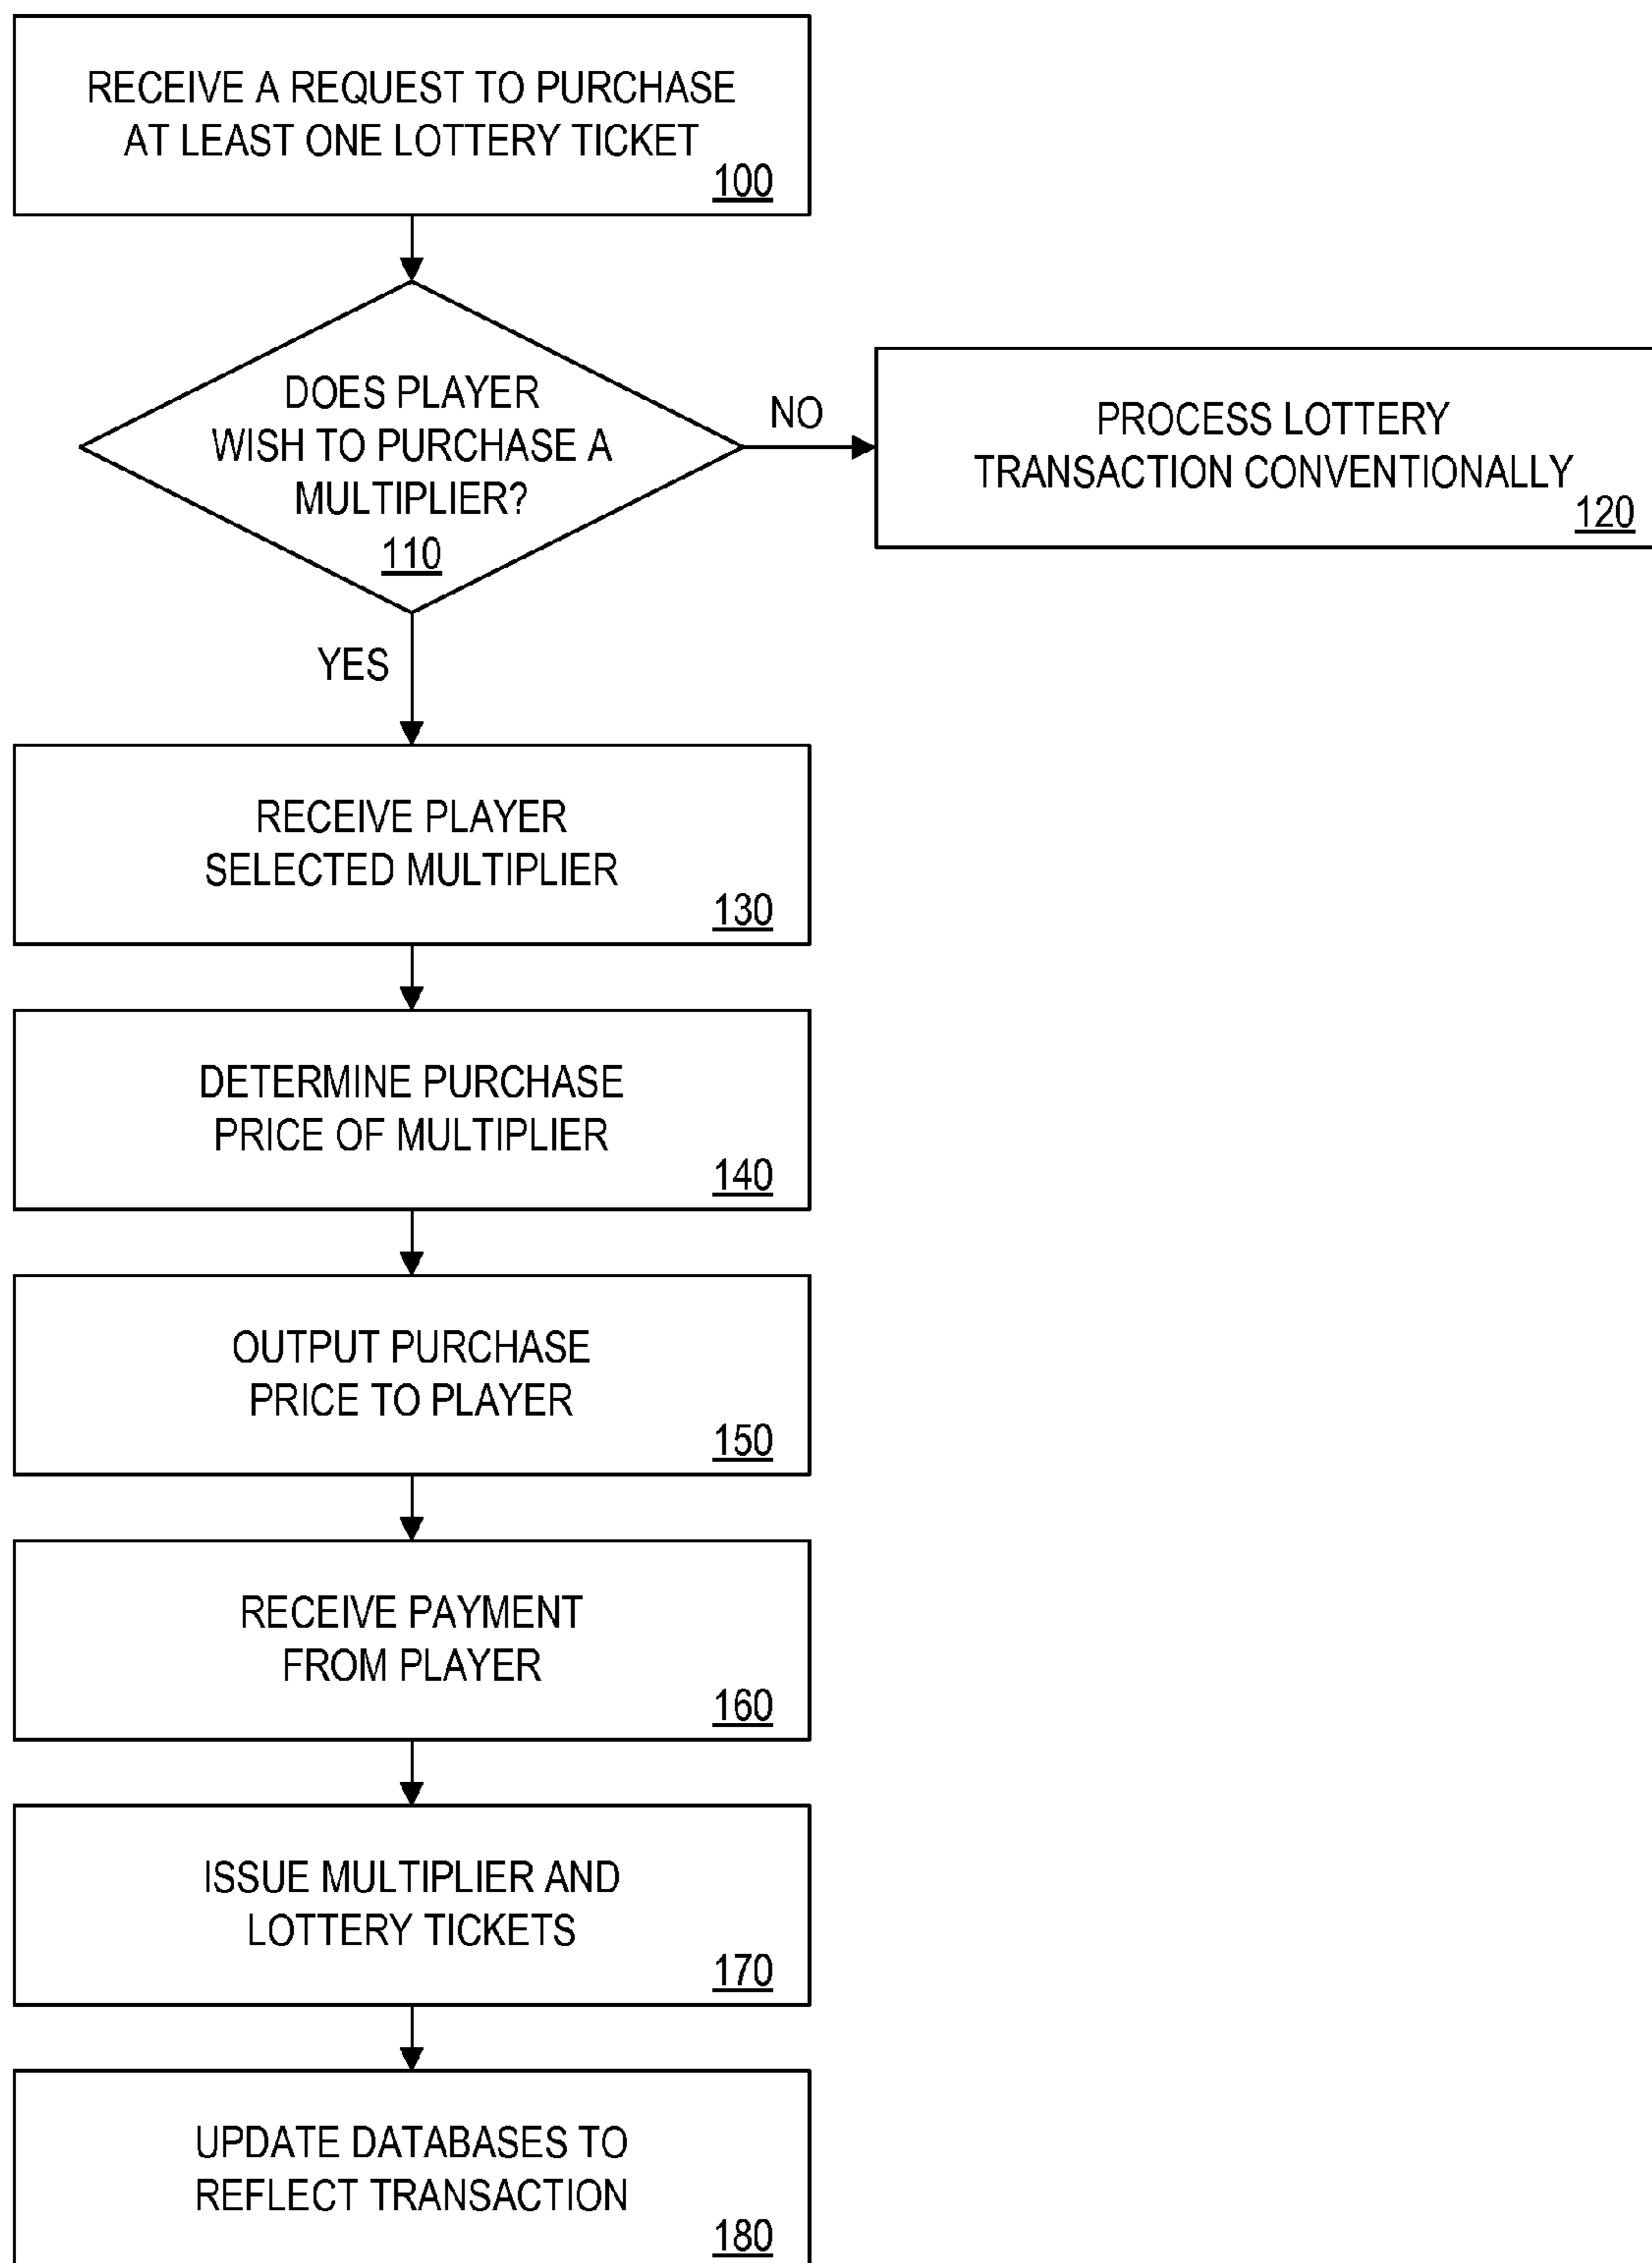 RECEIVE A REQUEST TO PURCHASE
AT LEAST ONE LOTTERY TICKET
100
DOES PLAYER
WISH TO PURCHASE A
MULTIPLIER?
110
NO
PROCESS LOTTERY
TRANSACTION CONVENTIONALLY
120
YES
RECEIVE PLAYER
SELECTED MULTIPLIER
130
DETERMINE PURCHASE
PRICE OF MULTIPLIER
140
OUTPUT PURCHASE
PRICE TO PLAYER
150
RECEIVE PAYMENT
FROM PLAYER
160
ISSUE MULTIPLIER AND
LOTTERY TICKETS
170
UPDATE DATABASES TO
REFLECT TRANSACTION
180